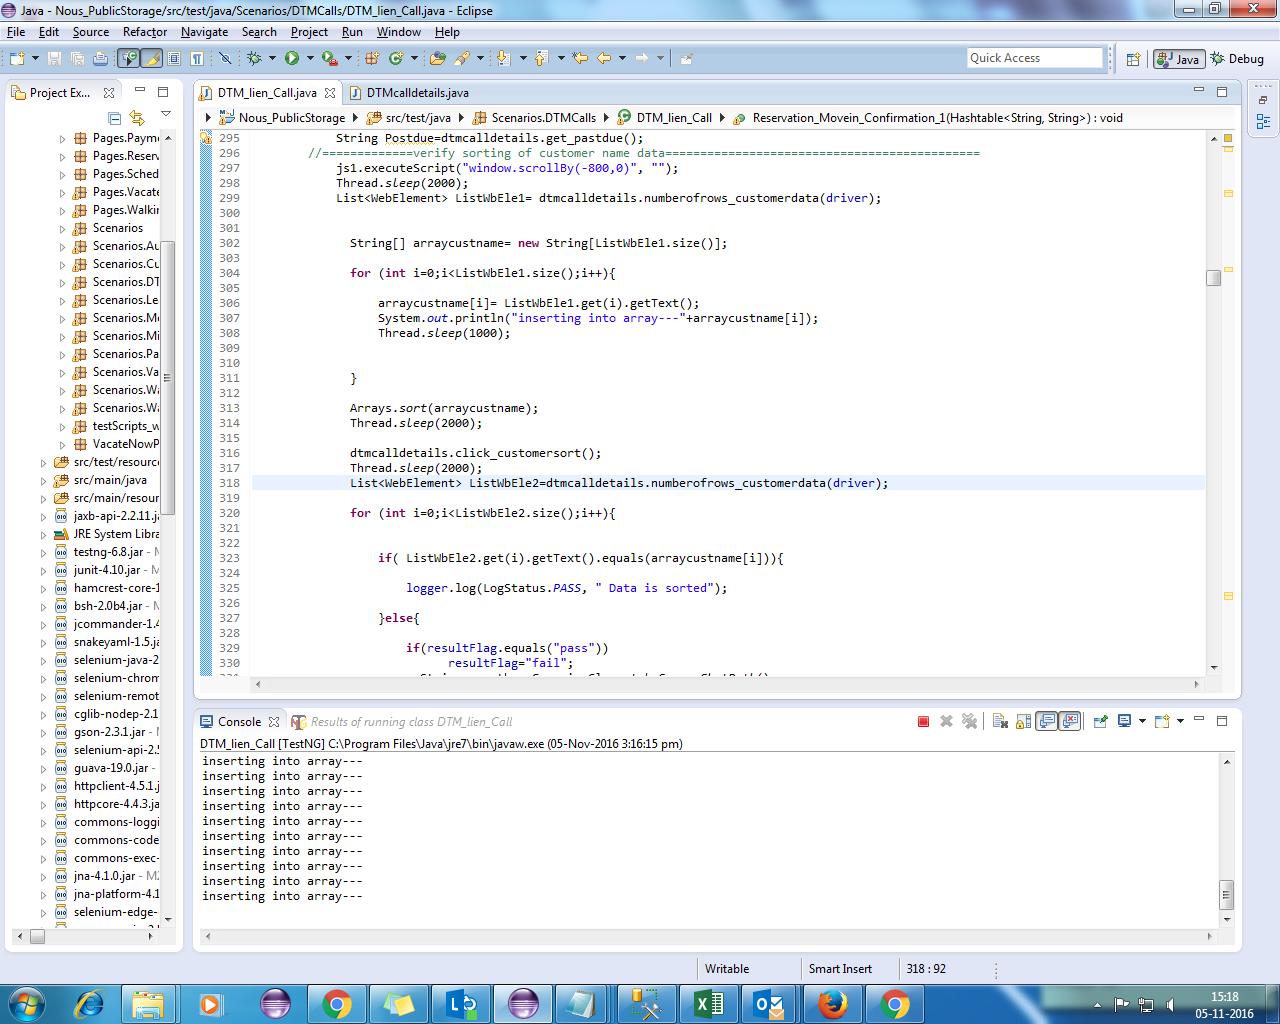 Java - Nous_PublicStorage/src/test/java/Scenarios/DTMCalls/DTM_lien_Call.java - Eclipse
File Edit Source Refactor Navigate Search Project Run Window Help
Quick Access
Java
Debug
Project Ex...
Pages.Paym
Pages.Reser
Pages.Sched
Pages.Vacate
Pages.Walkii
Scenarios
Scenarios.Au
Scenarios.Cu
Scenarios.DT
Scenarios.Le
Scenarios.Mo
Scenarios.Mi
Scenarios.Pa
Scenarios.Va
Scenarios.Wa
Scenarios.Wa
testScripts_w
VacateNowP
src/test/resourc
src/main/java
src/main/resour
jaxb-api-2.2.11.ja
JRE System Libra
testng-6.8.jar - M
junit-4.10.jar - M
hamcrest-core-1
bsh-2.0b4.jar - M
jcommander-1.4
snakeyaml-1.5.ja
selenium-java-2
selenium-chrom
selenium-remot
cglib-nodep-2.1
gson-2.3.1.jar - M
selenium-api-2.5
guava-19.0.jar -
httpclient-4.5.1.j
httpcore-4.4.3.ja
commons-loggi
commons-code
commons-exec-
jna-4.1.0.jar - M2
jna-platform-4.1
selenium-edge-
DTM_lien_Call.java
DTMcalldetails.java
Nous_PublicStorage src/test/java Scenarios.DTMCalls DTM_lien_Call Reservation_Movein_Confirmation_1(Hashtable<String, String>) : void
295 String Postdue=dtmcalldetails.get_pastdue();
296 //=============verify sorting of customer name data=============================================
297 js1.executeScript("window.scrollBy(-800,0)", "");
298 Thread.sleep(2000);
299 List<WebElement> ListWbEle1= dtmcalldetails.numberofrows_customerdata(driver);
300
301
302 String[] arraycustname= new String[ListWbEle1.size()];
303
304 for (int i=0;i<ListWbEle1.size();i++){
305
306 arraycustname[i]= ListWbEle1.get(i).getText();
307 System.out.println("inserting into array---"+arraycustname[i]);
308 Thread.sleep(1000);
309
310
311 }
312
313 Arrays.sort(arraycustname);
314 Thread.sleep(2000);
315
316 dtmcalldetails.click_customersort();
317 Thread.sleep(2000);
318 List<WebElement> ListWbEle2=dtmcalldetails.numberofrows_customerdata(driver);
319
320 for (int i=0;i<ListWbEle2.size();i++){
321
322
323 if( ListWbEle2.get(i).getText().equals(arraycustname[i])){
324
325 logger.log(LogStatus.PASS, " Data is sorted");
326
327 }else{
328
329 if(resultFlag.equals("pass"))
330 resultFlag="fail";
Console
Results of running class DTM_lien_Call
DTM_lien_Call [TestNG] C:\Program Files\Java\jre7\bin\javaw.exe (05-Nov-2016 3:16:15 pm)
inserting into array---
inserting into array---
inserting into array---
inserting into array---
inserting into array---
inserting into array---
inserting into array---
inserting into array---
inserting into array---
inserting into array---
Writable
Smart Insert
318 : 92
15:18
05-11-2016